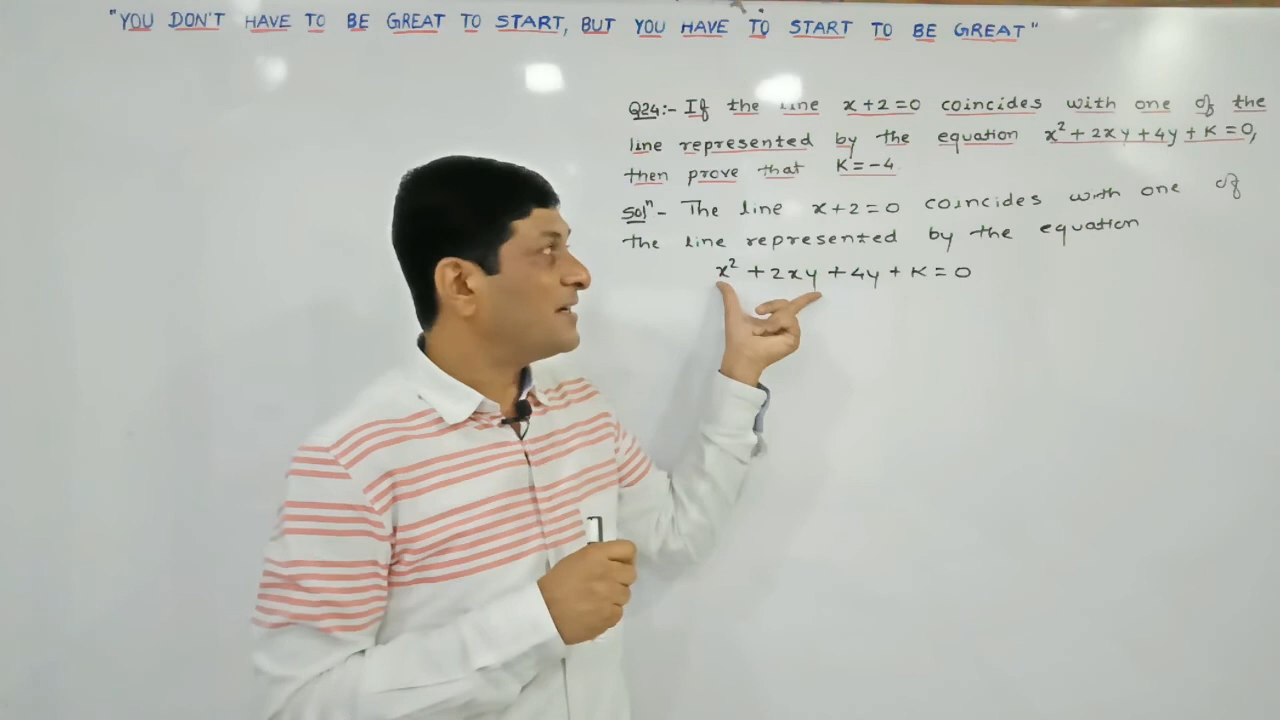 "YOU DON'T HAVE TO BE GREAT TO START, BUT YOU HAVE TO START TO BE GREAT"
Q24:- If the line x+2=0 coincides with one of the
line represented by the equation x²+2xy+4y+K=0,
then prove that K=-4
Solⁿ- The line x+2=0 coincides with one of
the line represented by the equation
x² +2xy +4y + K = 0